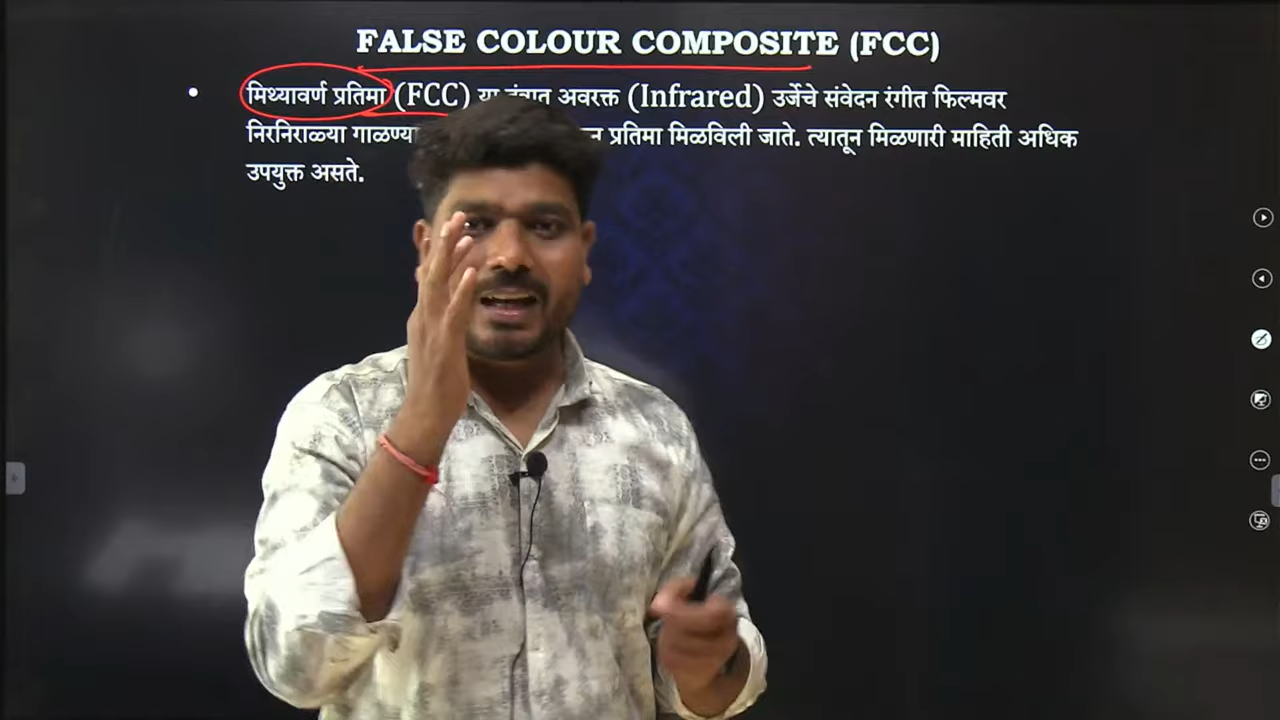 FALSE COLOUR COMPOSITE (FCC)
मिथ्यावर्ण प्रतिमा (FCC) या तंत्रात अवरक्त (Infrared) उर्जेचे संवेदन रंगीत फिल्मवर
निरनिराळ्या गाळण्या प्रतिमा मिळविली जाते. त्यातून मिळणारी माहिती अधिक
उपयुक्त असते.